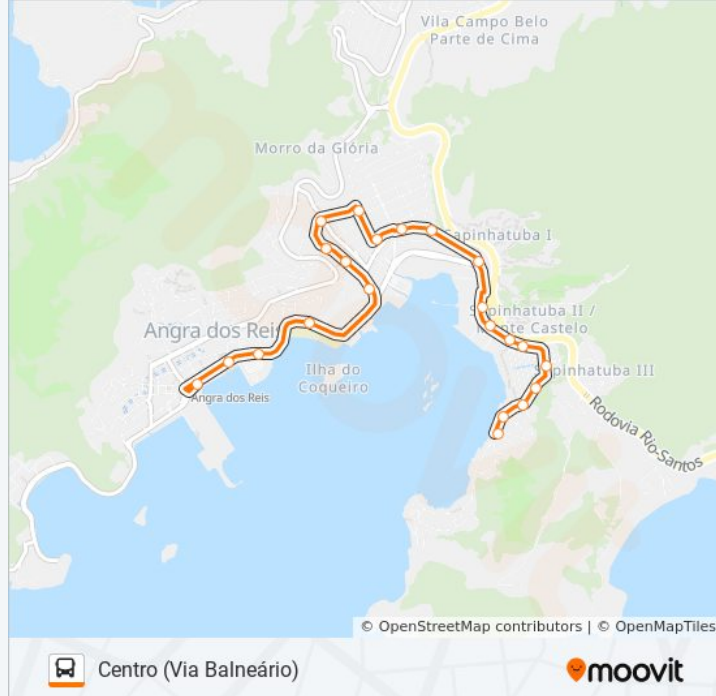 Vila Campo Belo
Parte de Cima
Morro da Glória
Sapinhatuba I
Sapinhatuba II /
Monte Castelo
Angra dos Reis
Ilha do
Coqueiro
Sapinhatuba III
Angra dos Reis
Rodovia Rio-Santos
© OpenStreetMap contributors | © OpenMapTiles
Centro (Via Balneário)
moovit